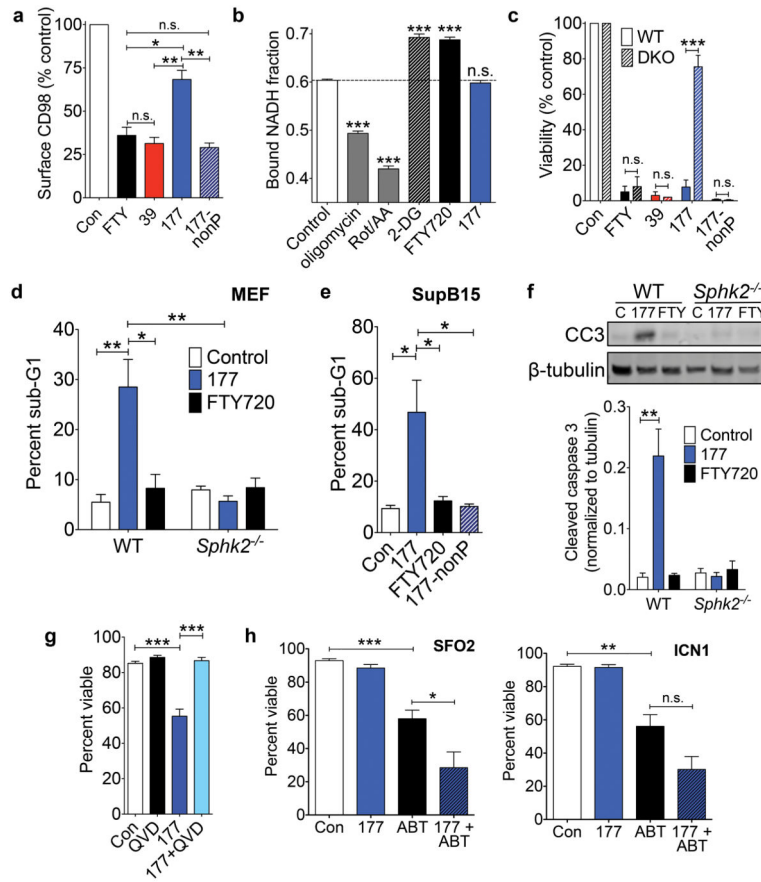 a
Surface CD98 (% control)
100
75
50
25
0
n.s.
*
**
**
n.s.
Con
FTY
39
177
177-nonP
b
Bound NADH fraction
0.7
0.6
0.5
0.4
***
***
***
***
n.s.
Control
oligomycin
Rot/AA
2-DG
FTY720
177
c
Viability (% control)
100
80
60
40
20
0
WT
DKO
***
n.s.
n.s.
n.s.
Con
FTY
39
177
177-
nonP
d
MEF
Percent sub-G1
40
30
20
10
0
**
**
*
Control
177
FTY720
WT
Sphk2-/-
e
SupB15
Percent sub-G1
80
60
40
20
0
*
*
*
Con
177
FTY720
177-nonP
f
WT Sphk2-/-
C 177 FTY C 177 FTY
CC3
β-tubulin
Cleaved caspase 3
(normalized to tubulin)
0.3
0.2
0.1
0.0
**
Control
177
FTY720
WT
Sphk2-/-
g
Percent viable
100
80
60
40
20
0
***
***
Con
QVD
177
177+QVD
h
SFO2
Percent viable
100
80
60
40
20
0
***
*
Con
177
ABT
177 +
ABT
ICN1
Percent viable
100
80
60
40
20
0
**
n.s.
Con
177
ABT
177 +
ABT